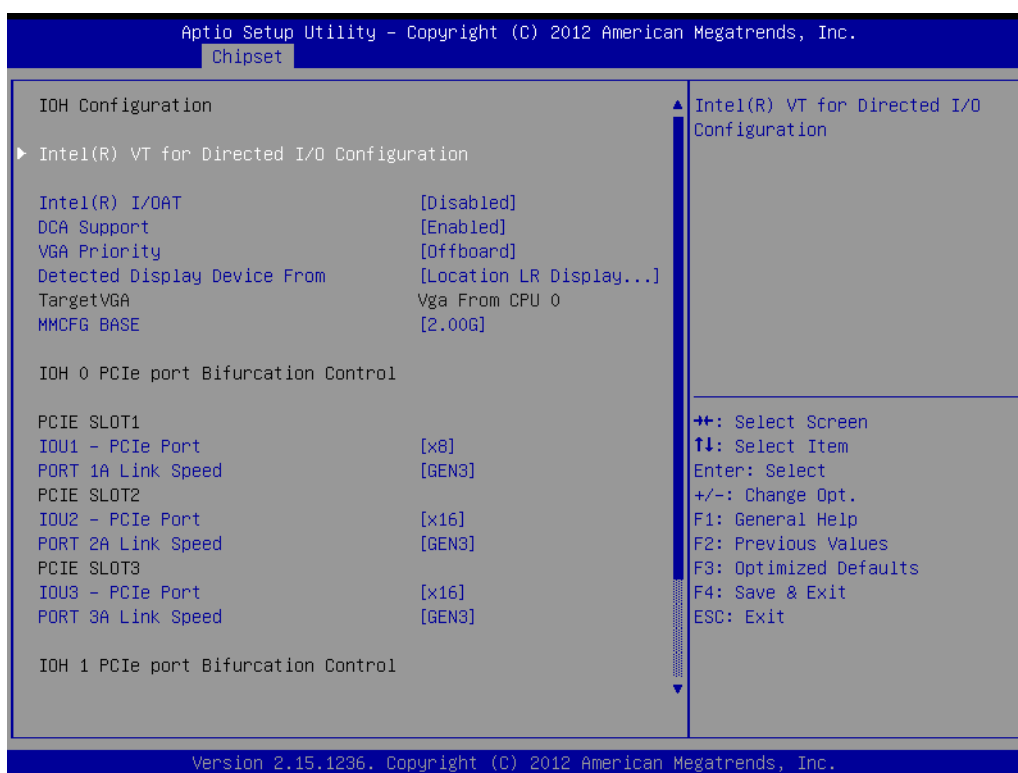 Aptio Setup Utility – Copyright (C) 2012 American Megatrends, Inc.
Chipset
IOH Configuration
Intel(R) VT for Directed I/O Configuration
Intel(R) I/OAT [Disabled]
DCA Support [Enabled]
VGA Priority [Offboard]
Detected Display Device From [Location LR Display...]
TargetVGA Vga From CPU 0
MMCFG BASE [2.00G]
IOH 0 PCIe port Bifurcation Control
PCIE SLOT1
IOU1 – PCIe Port [x8]
PORT 1A Link Speed [GEN3]
PCIE SLOT2
IOU2 – PCIe Port [x16]
PORT 2A Link Speed [GEN3]
PCIE SLOT3
IOU3 – PCIe Port [x16]
PORT 3A Link Speed [GEN3]
IOH 1 PCIe port Bifurcation Control
Intel(R) VT for Directed I/O
Configuration
→←: Select Screen
↑↓: Select Item
Enter: Select
+/-: Change Opt.
F1: General Help
F2: Previous Values
F3: Optimized Defaults
F4: Save & Exit
ESC: Exit
Version 2.15.1236. Copyright (C) 2012 American Megatrends, Inc.